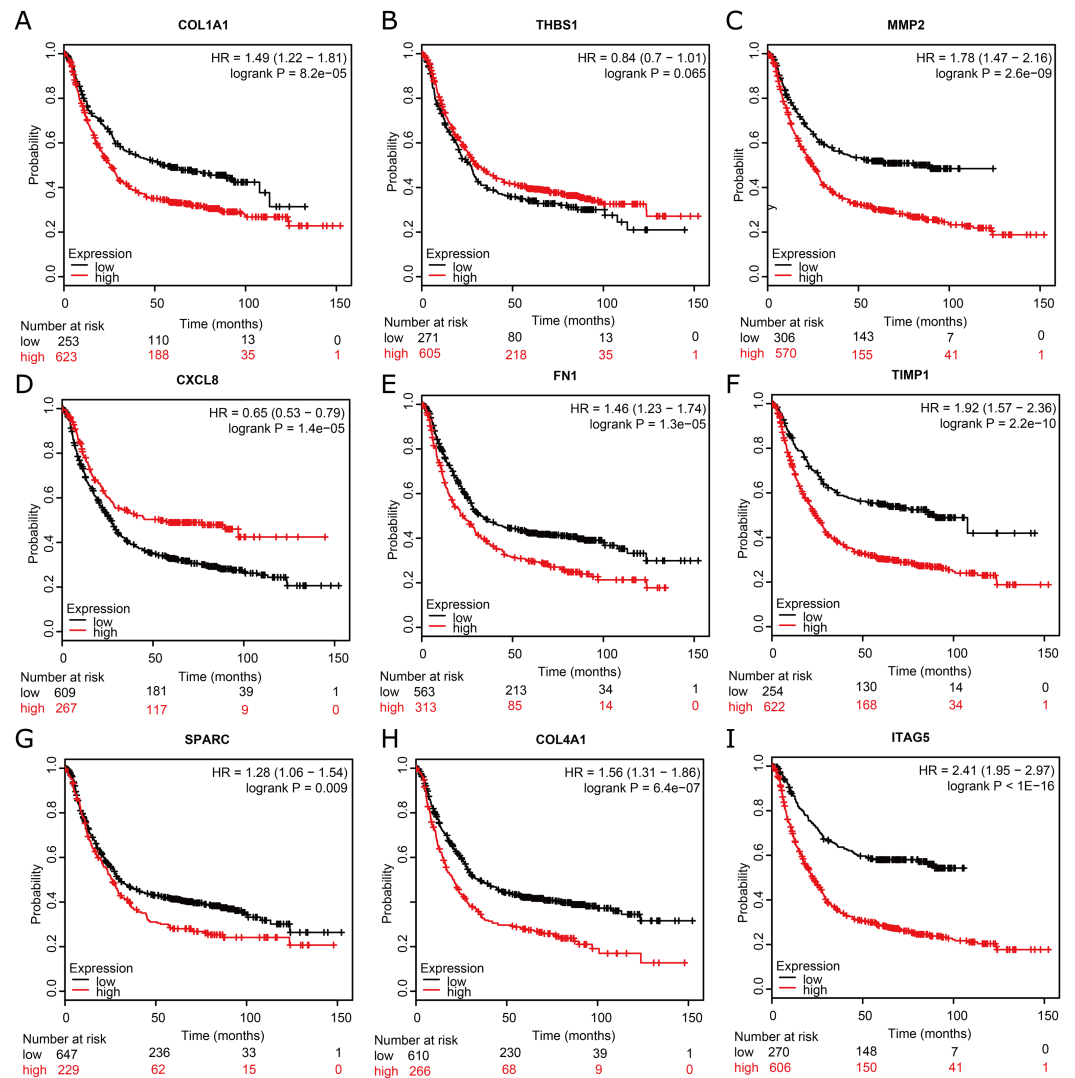 A
COL1A1
HR = 1.49 (1.22 − 1.81)
logrank P = 8.2e−05
Probability
1.0
0.8
0.6
0.4
0.2
0.0
Expression
low
high
0 50 100 150
Time (months)
Number at risk
low 253 110 13 0
high 623 188 35 1
B
THBS1
HR = 0.84 (0.7 − 1.01)
logrank P = 0.065
Probability
1.0
0.8
0.6
0.4
0.2
0.0
Expression
low
high
0 50 100 150
Time (months)
Number at risk
low 271 80 13 0
high 605 218 35 1
C
MMP2
HR = 1.78 (1.47 − 2.16)
logrank P = 2.6e−09
Probabilit
y
1.0
0.8
0.6
0.4
0.2
0.0
Expression
low
high
0 50 100 150
Time (months)
Number at risk
low 306 143 7 0
high 570 155 41 1
D
CXCL8
HR = 0.65 (0.53 − 0.79)
logrank P = 1.4e−05
Probability
1.0
0.8
0.6
0.4
0.2
0.0
Expression
low
high
0 50 100 150
Time (months)
Number at risk
low 609 181 39 1
high 267 117 9 0
E
FN1
HR = 1.46 (1.23 − 1.74)
logrank P = 1.3e−05
Probability
1.0
0.8
0.6
0.4
0.2
0.0
Expression
low
high
0 50 100 150
Time (months)
Number at risk
low 563 213 34 1
high 313 85 14 0
F
TIMP1
HR = 1.92 (1.57 − 2.36)
logrank P = 2.2e−10
Probability
1.0
0.8
0.6
0.4
0.2
0.0
Expression
low
high
0 50 100 150
Time (months)
Number at risk
low 254 130 14 0
high 622 168 34 1
G
SPARC
HR = 1.28 (1.06 − 1.54)
logrank P = 0.009
Probability
1.0
0.8
0.6
0.4
0.2
0.0
Expression
low
high
0 50 100 150
Time (months)
Number at risk
low 647 236 33 1
high 229 62 15 0
H
COL4A1
HR = 1.56 (1.31 − 1.86)
logrank P = 6.4e−07
Probability
1.0
0.8
0.6
0.4
0.2
0.0
Expression
low
high
0 50 100 150
Time (months)
Number at risk
low 610 230 39 1
high 266 68 9 0
I
ITAG5
HR = 2.41 (1.95 − 2.97)
logrank P < 1E−16
Probability
1.0
0.8
0.6
0.4
0.2
0.0
Expression
low
high
0 50 100 150
Time (months)
Number at risk
low 270 148 7 0
high 606 150 41 1